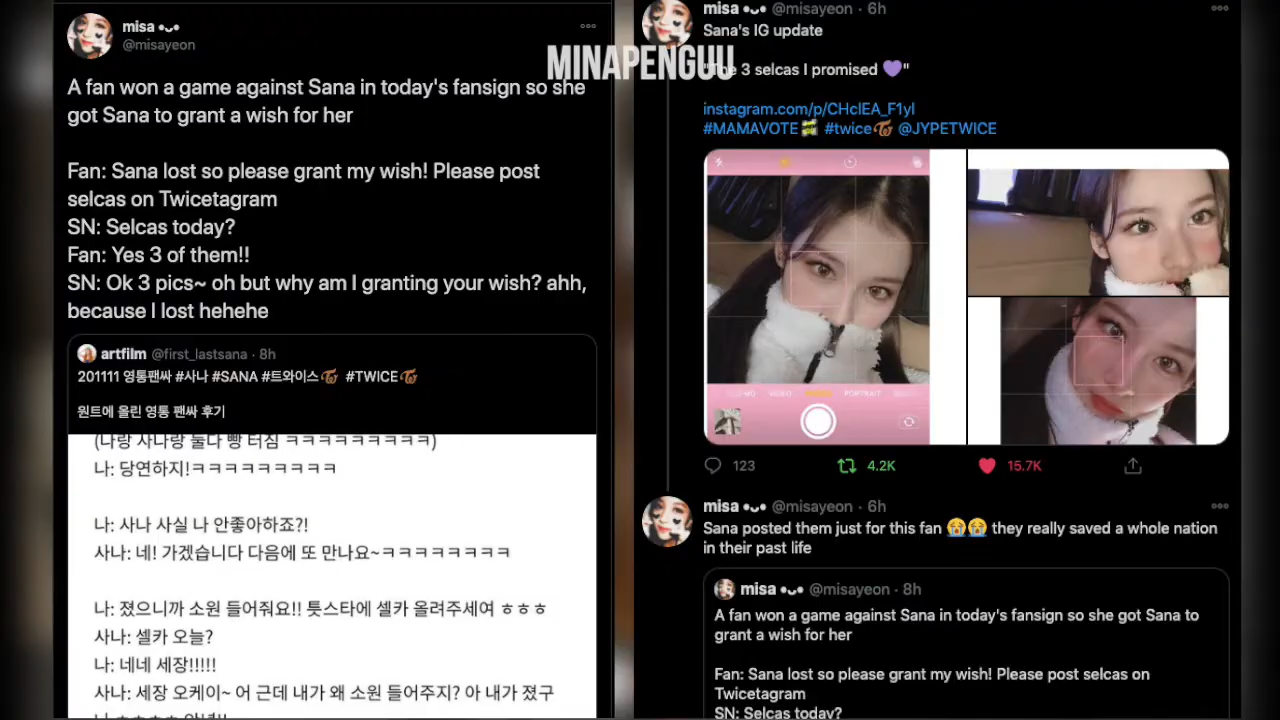 misa •ᴗ•
@misayeon
A fan won a game against Sana in today's fansign so she
got Sana to grant a wish for her
Fan: Sana lost so please grant my wish! Please post
selcas on Twicetagram
SN: Selcas today?
Fan: Yes 3 of them!!
SN: Ok 3 pics~ oh but why am I granting your wish? ahh,
because I lost hehehe
artfilm @first_lastsana · 8h
201111 영통팬싸 #사나 #SANA #트와이스 #TWICE
원트에 올린 영통 팬싸 후기
(나랑 사나랑 둘다 빵 터짐 ㅋㅋㅋㅋㅋㅋㅋㅋㅋ)
나: 당연하지!ㅋㅋㅋㅋㅋㅋㅋㅋㅋ
나: 사나 사실 나 안좋아하죠?!
사나: 네! 가겠습니다 다음에 또 만나요~ㅋㅋㅋㅋㅋㅋㅋㅋ
나: 졌으니까 소원 들어줘요!! 툿스타에 셀카 올려주세여 ㅎㅎㅎ
사나: 셀카 오늘?
나: 네네 세장!!!!!
사나: 세장 오케이~ 어 근데 내가 왜 소원 들어주지? 아 내가 졌구
MINAPENGUU
misa •ᴗ• @misayeon · 6h
Sana's IG update
"The 3 selcas I promised 💜"
instagram.com/p/CHclEA_F1yl
#MAMAVOTE #twice @JYPETWICE
VIDEO
PORTRAIT
123 4.2K 15.7K
misa •ᴗ• @misayeon · 6h
Sana posted them just for this fan 😭😭 they really saved a whole nation
in their past life
misa •ᴗ• @misayeon · 8h
A fan won a game against Sana in today's fansign so she got Sana to
grant a wish for her
Fan: Sana lost so please grant my wish! Please post selcas on
Twicetagram
SN: Selcas today?